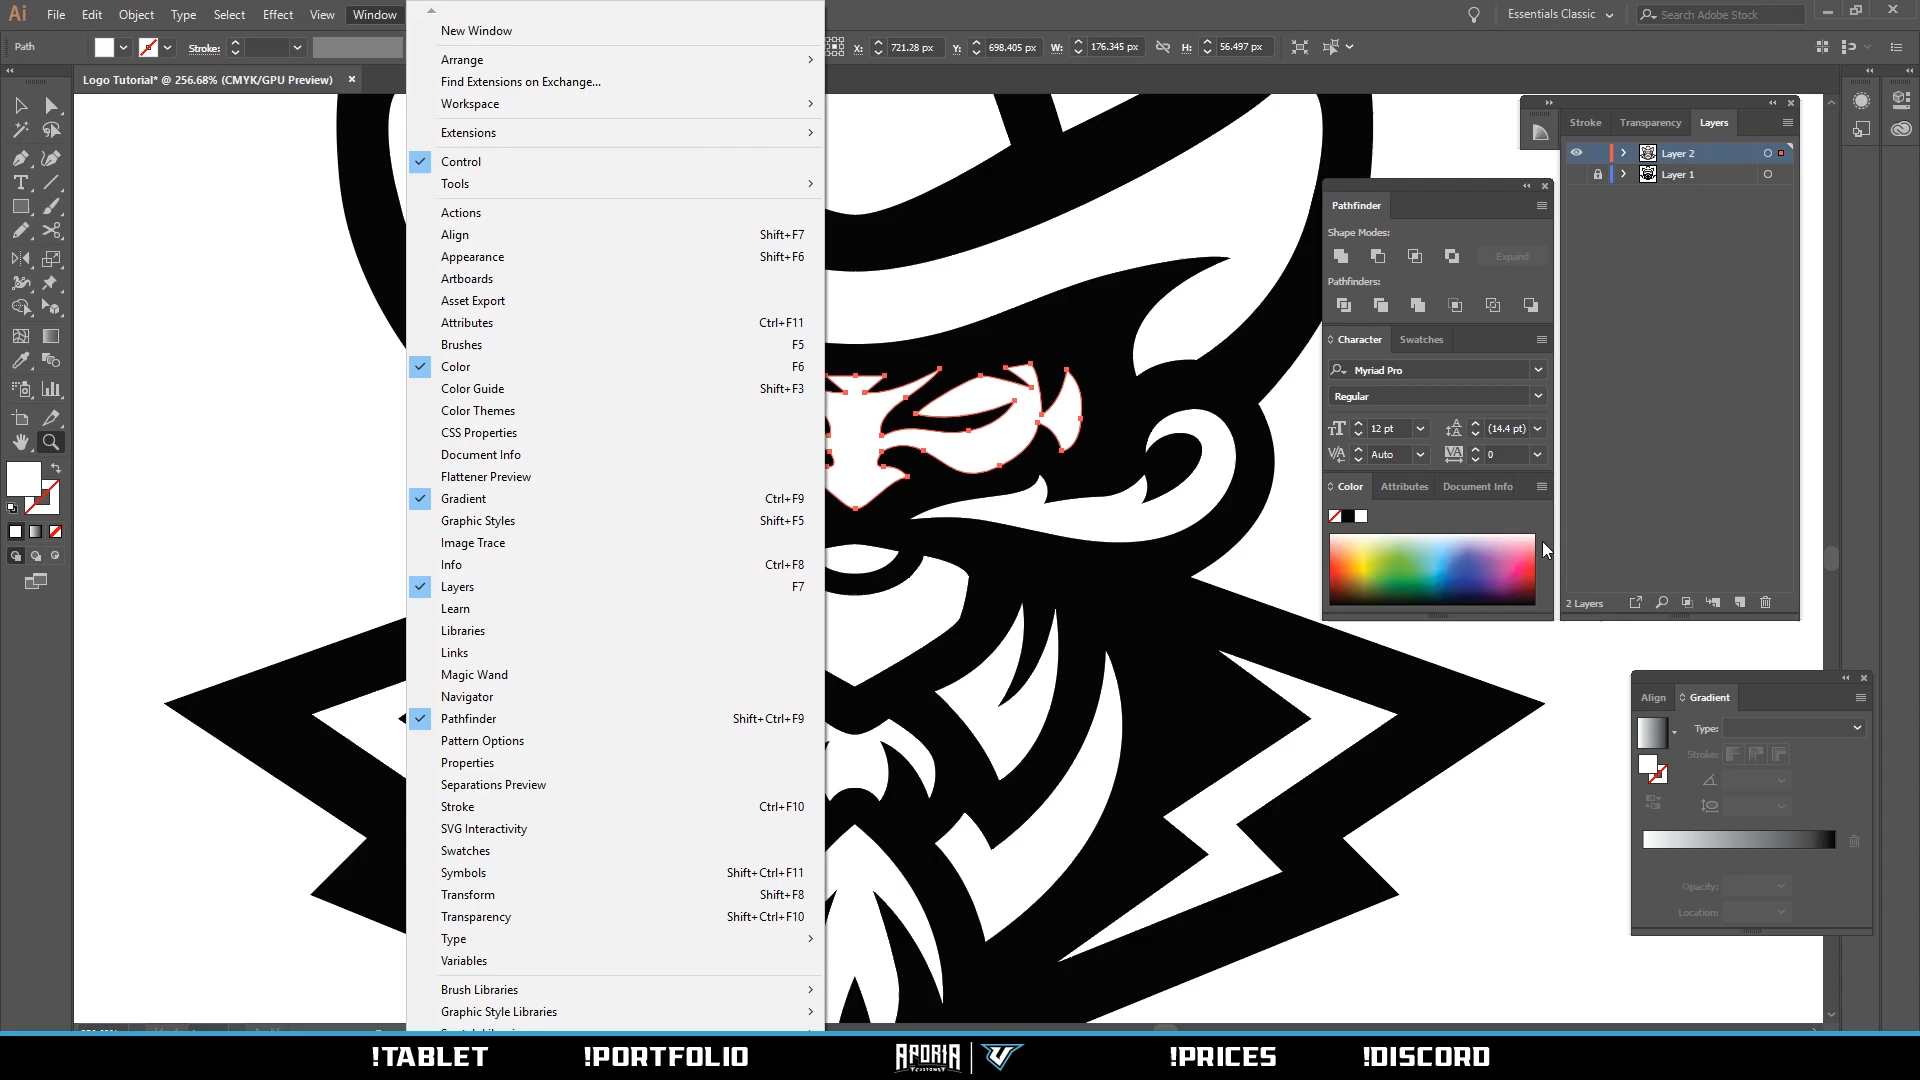 Ai File Edit Object Type Select Effect View Window Essentials Classic Search Adobe Stock
Path Stroke: X: 721.28 px Y: 698.405 px W: 176.345 px H: 56.497 px
Logo Tutorial* @ 256.68% (CMYK/GPU Preview)
New Window
Arrange
Find Extensions on Exchange...
Workspace
Extensions
Control
Tools
Actions
Align Shift+F7
Appearance Shift+F6
Artboards
Asset Export
Attributes Ctrl+F11
Brushes F5
Color F6
Color Guide Shift+F3
Color Themes
CSS Properties
Document Info
Flattener Preview
Gradient Ctrl+F9
Graphic Styles Shift+F5
Image Trace
Info Ctrl+F8
Layers F7
Learn
Libraries
Links
Magic Wand
Navigator
Pathfinder Shift+Ctrl+F9
Pattern Options
Properties
Separations Preview
Stroke Ctrl+F10
SVG Interactivity
Swatches
Symbols Shift+Ctrl+F11
Transform Shift+F8
Transparency Shift+Ctrl+F10
Type
Variables
Brush Libraries
Graphic Style Libraries
Stroke Transparency Layers
Layer 2
Layer 1
2 Layers
Pathfinder
Shape Modes:
Expand
Pathfinders:
Character Swatches
Myriad Pro
Regular
12 pt (14.4 pt)
Auto 0
Color Attributes Document Info
Align Gradient
Type:
Stroke:
Opacity:
Location:
!TABLET !PORTFOLIO APORIA CUSTOMS !PRICES !DISCORD